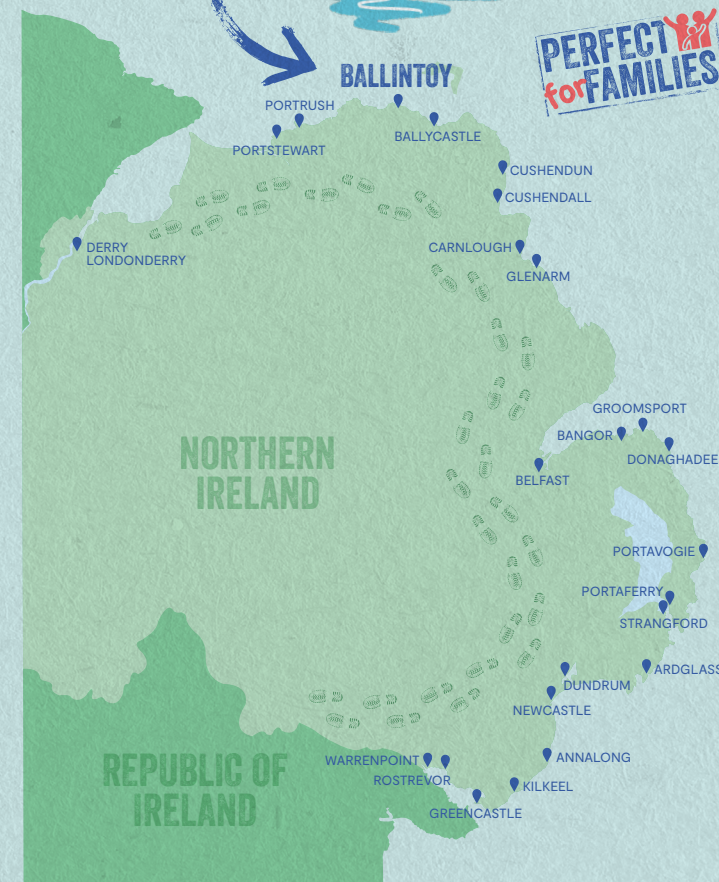 PERFECT
for FAMILIES
BALLINTOY
PORTRUSH
PORTSTEWART
BALLYCASTLE
CUSHENDUN
CUSHENDALL
DERRY
LONDONDERRY
CARNLOUGH
GLENARM
GROOMSPORT
BANGOR
DONAGHADEE
NORTHERN
IRELAND
BELFAST
PORTAVOGIE
PORTAFERRY
STRANGFORD
ARDGLASS
DUNDRUM
NEWCASTLE
WARRENPOINT
ANNALONG
REPUBLIC OF
IRELAND
ROSTREVOR
KILKEEL
GREENCASTLE